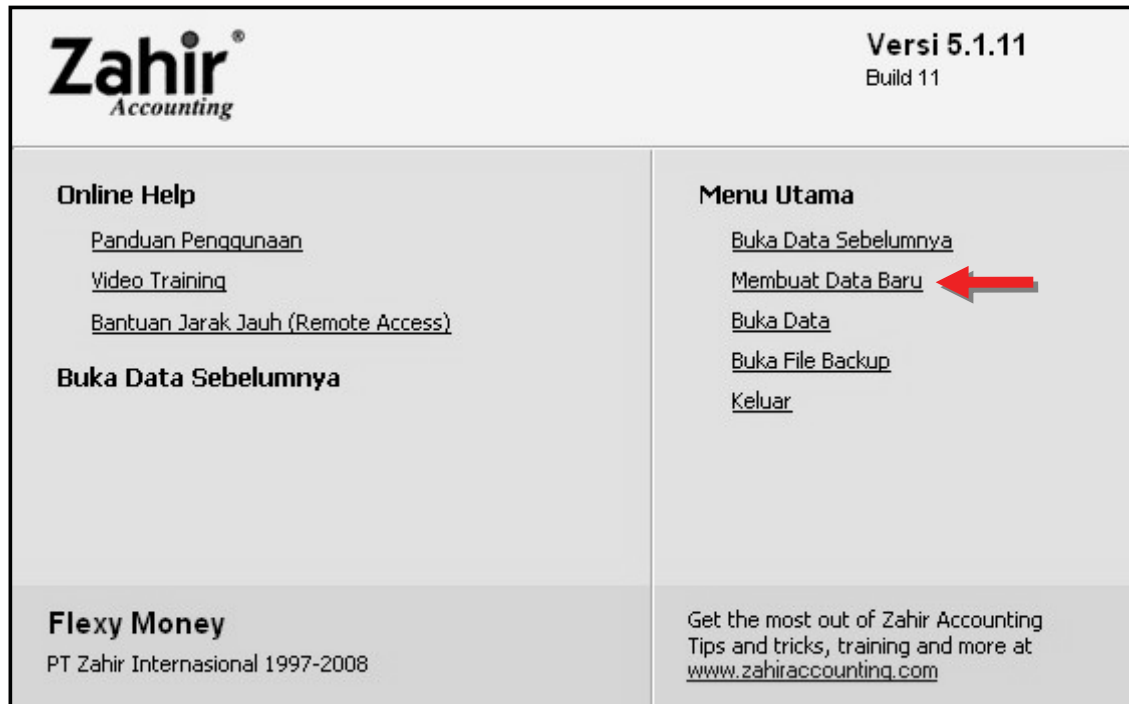 Zahir®
Accounting
Versi 5.1.11
Build 11
Online Help
Panduan Penggunaan
Video Training
Bantuan Jarak Jauh (Remote Access)
Buka Data Sebelumnya
Menu Utama
Buka Data Sebelumnya
Membuat Data Baru
Buka Data
Buka File Backup
Keluar
Flexy Money
PT Zahir Internasional 1997-2008
Get the most out of Zahir Accounting
Tips and tricks, training and more at
www.zahiraccounting.com